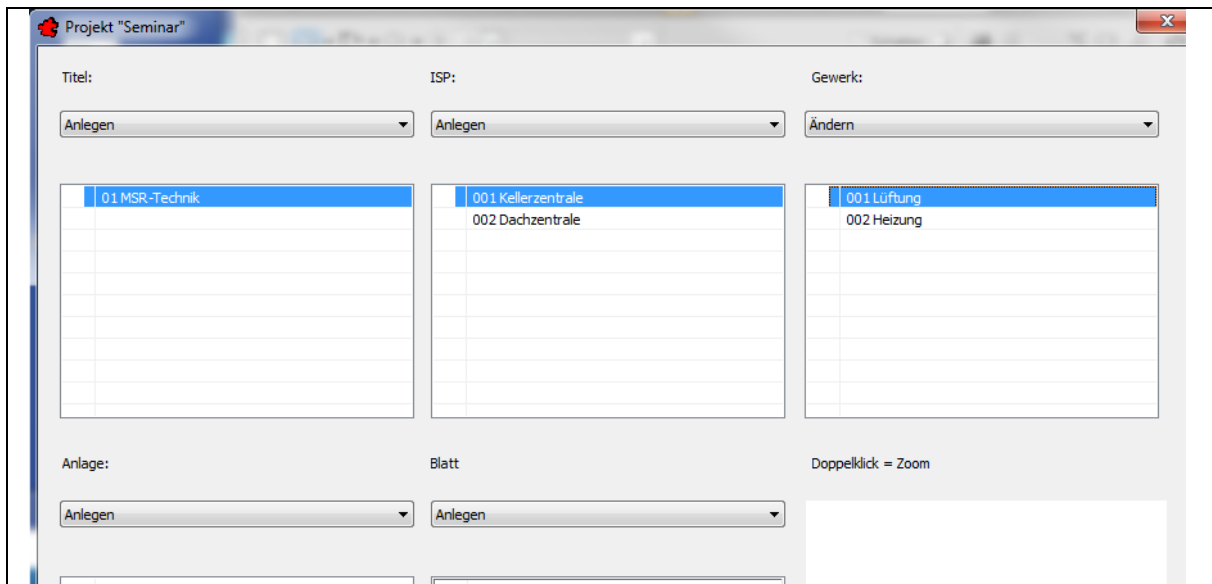 Projekt "Seminar"
Titel: ISP: Gewerk:
Anlegen Anlegen Ändern
01 MSR-Technik 001 Kellerzentrale 001 Lüftung
002 Dachzentrale 002 Heizung
Anlage: Blatt Doppelklick = Zoom
Anlegen Anlegen